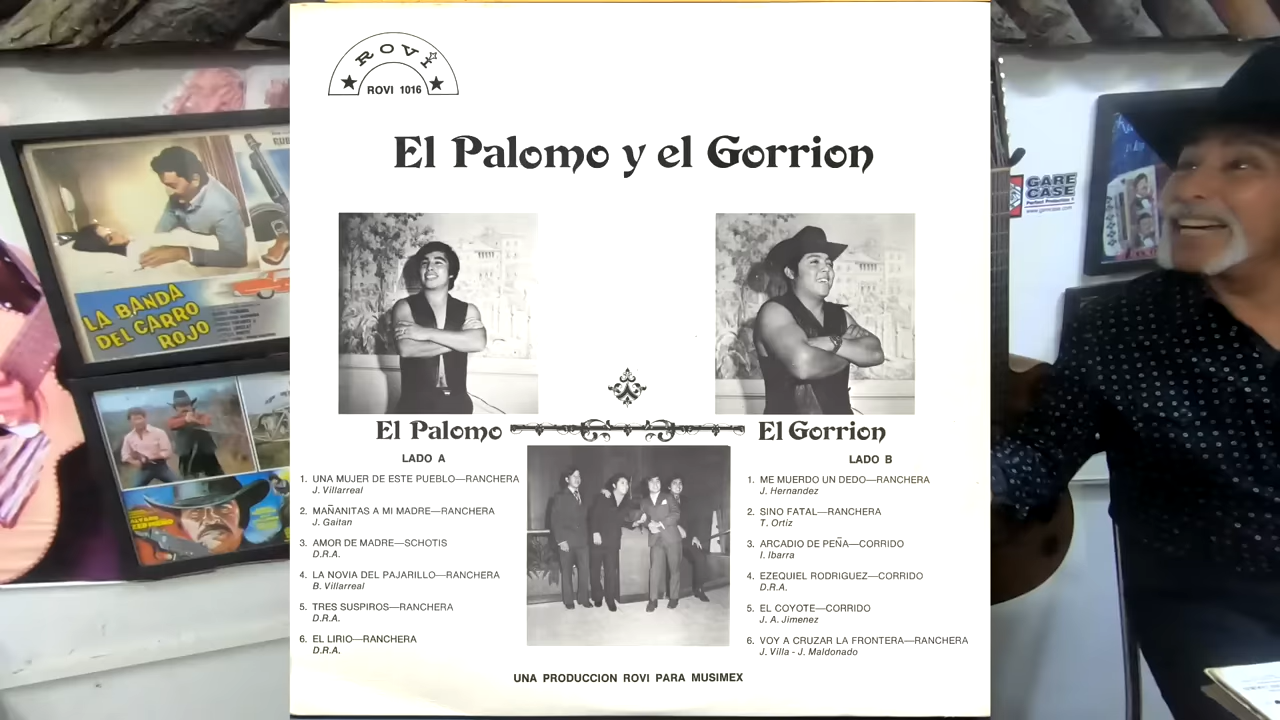 ROVI
ROVI 1016
El Palomo y el Gorrion
El Palomo
El Gorrion
LADO A
1. UNA MUJER DE ESTE PUEBLO—RANCHERA
J. Villarreal
2. MAÑANITAS A MI MADRE—RANCHERA
J. Gaitan
3. AMOR DE MADRE—SCHOTIS
D.R.A.
4. LA NOVIA DEL PAJARILLO—RANCHERA
B. Villarreal
5. TRES SUSPIROS—RANCHERA
D.R.A.
6. EL LIRIO—RANCHERA
D.R.A.
LADO B
1. ME MUERDO UN DEDO—RANCHERA
J. Hernandez
2. SINO FATAL—RANCHERA
T. Ortiz
3. ARCADIO DE PEÑA—CORRIDO
I. Ibarra
4. EZEQUIEL RODRIGUEZ—CORRIDO
D.R.A.
5. EL COYOTE—CORRIDO
J. A. Jimenez
6. VOY A CRUZAR LA FRONTERA—RANCHERA
J. Villa - J. Maldonado
UNA PRODUCCION ROVI PARA MUSIMEX
LA BANDA
DEL CARRO
ROJO
GARE
CASE